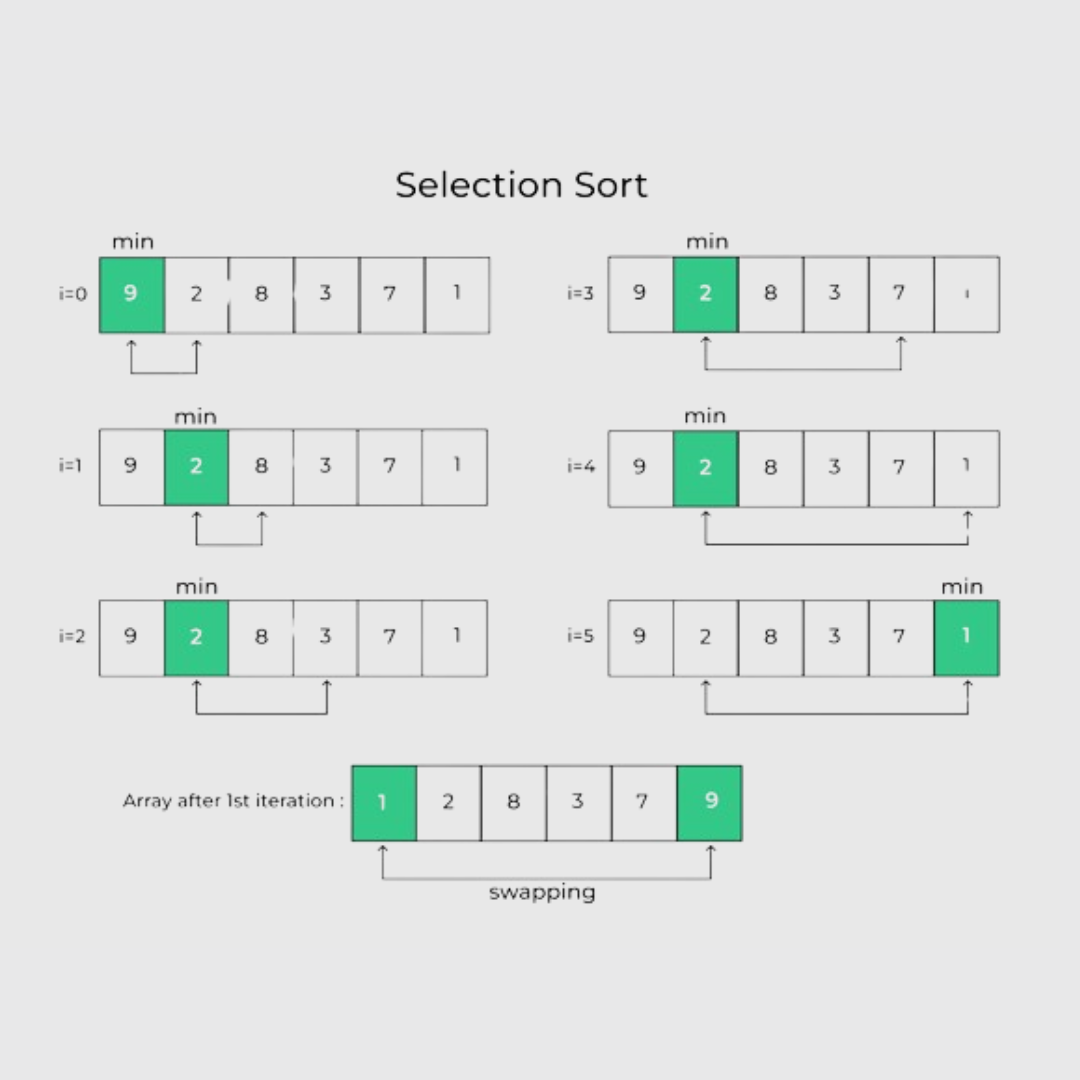 Selection Sort
min
i=0 9 2 8 3 7 1
min
i=1 9 2 8 3 7 1
min
i=2 9 2 8 3 7 1
min
i=3 9 2 8 3 7 1
min
i=4 9 2 8 3 7 1
min
i=5 9 2 8 3 7 1
Array after 1st iteration : 1 2 8 3 7 9
swapping